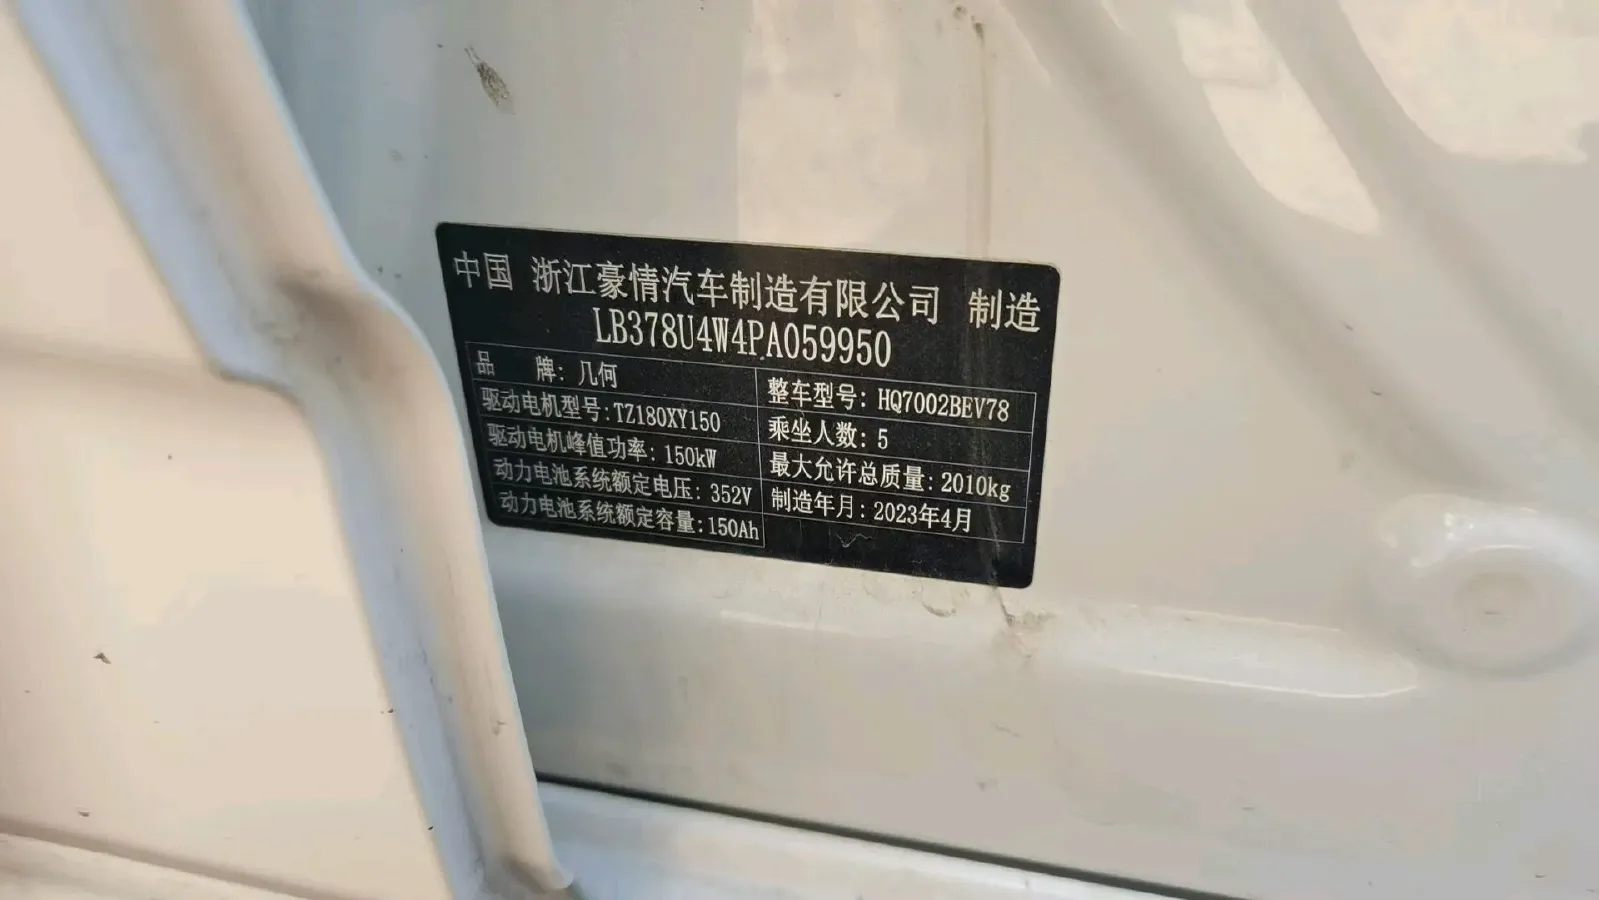 中国 浙江豪情汽车制造有限公司 制造
LB378U4W4PA059950
品 牌: 几何
整车型号: HQ7002BEV78
驱动电机型号: TZ180XY150
乘坐人数: 5
驱动电机峰值功率: 150kW
最大允许总质量: 2010kg
动力电池系统额定电压: 352V
制造年月: 2023年4月
动力电池系统额定容量: 150Ah